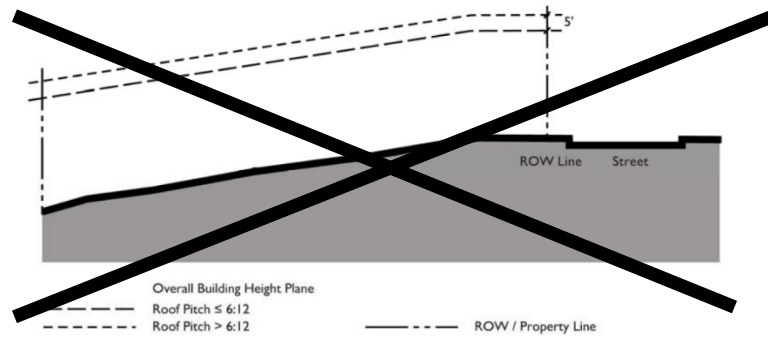 5'
ROW Line Street
Overall Building Height Plane
Roof Pitch ≤ 6:12
Roof Pitch > 6:12
ROW / Property Line